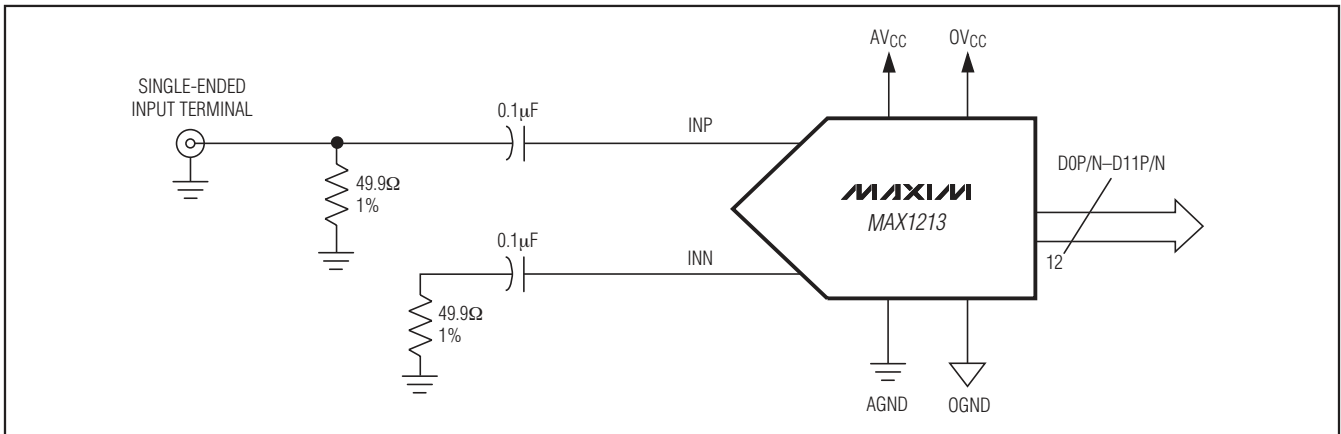 SINGLE-ENDED
INPUT TERMINAL
0.1μF
49.9Ω
1%
INP
0.1μF
49.9Ω
1%
INN
AVCC
OVCC
MAXIM
MAX1213
D0P/N–D11P/N
12
AGND
OGND